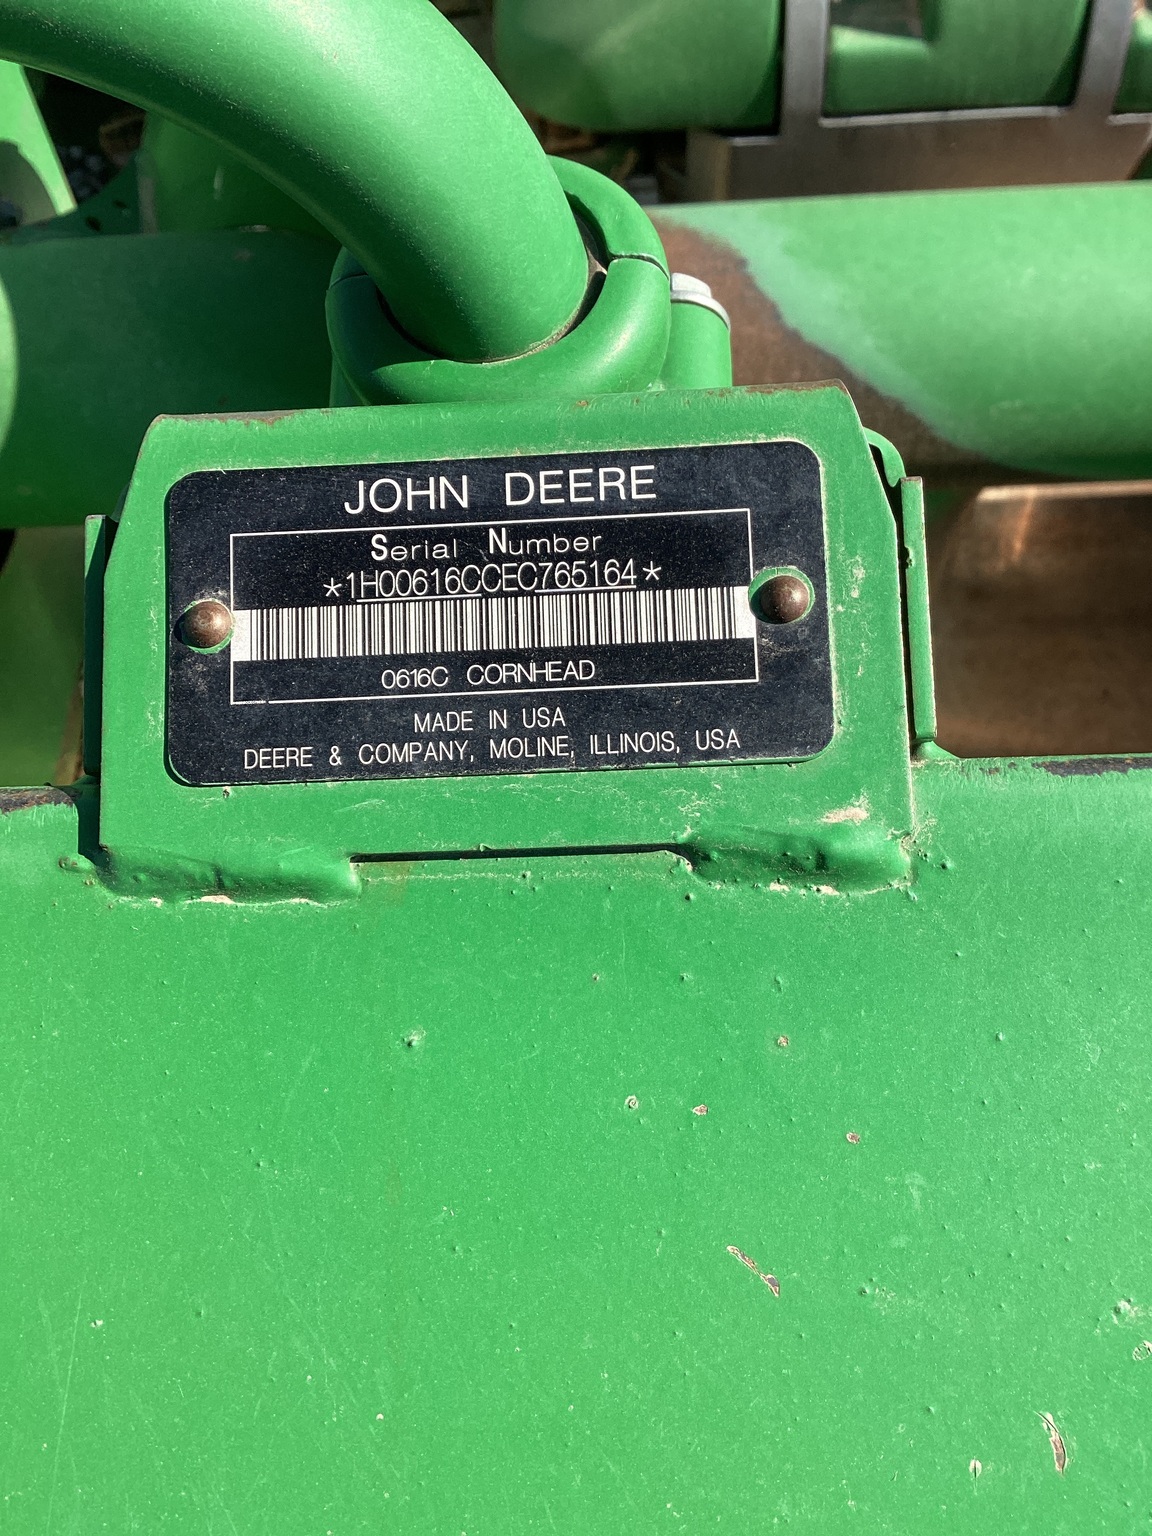 JOHN DEERE
Serial Number
*1H00616CCEC765164*
0616C CORNHEAD
MADE IN USA
DEERE & COMPANY, MOLINE, ILLINOIS, USA